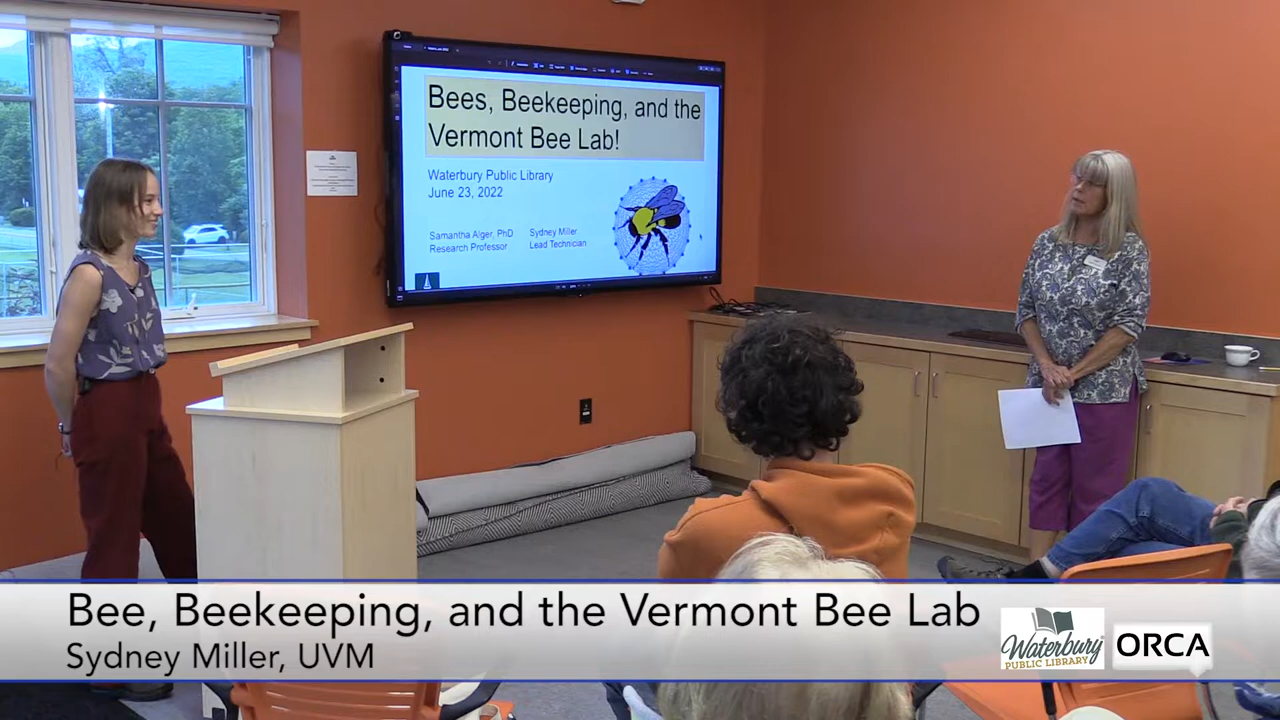 Bees, Beekeeping, and the
Vermont Bee Lab!
Waterbury Public Library
June 23, 2022
Samantha Alger, PhD
Research Professor
Sydney Miller
Lead Technician
Bee, Beekeeping, and the Vermont Bee Lab
Sydney Miller, UVM
Waterbury
PUBLIC LIBRARY
ORCA